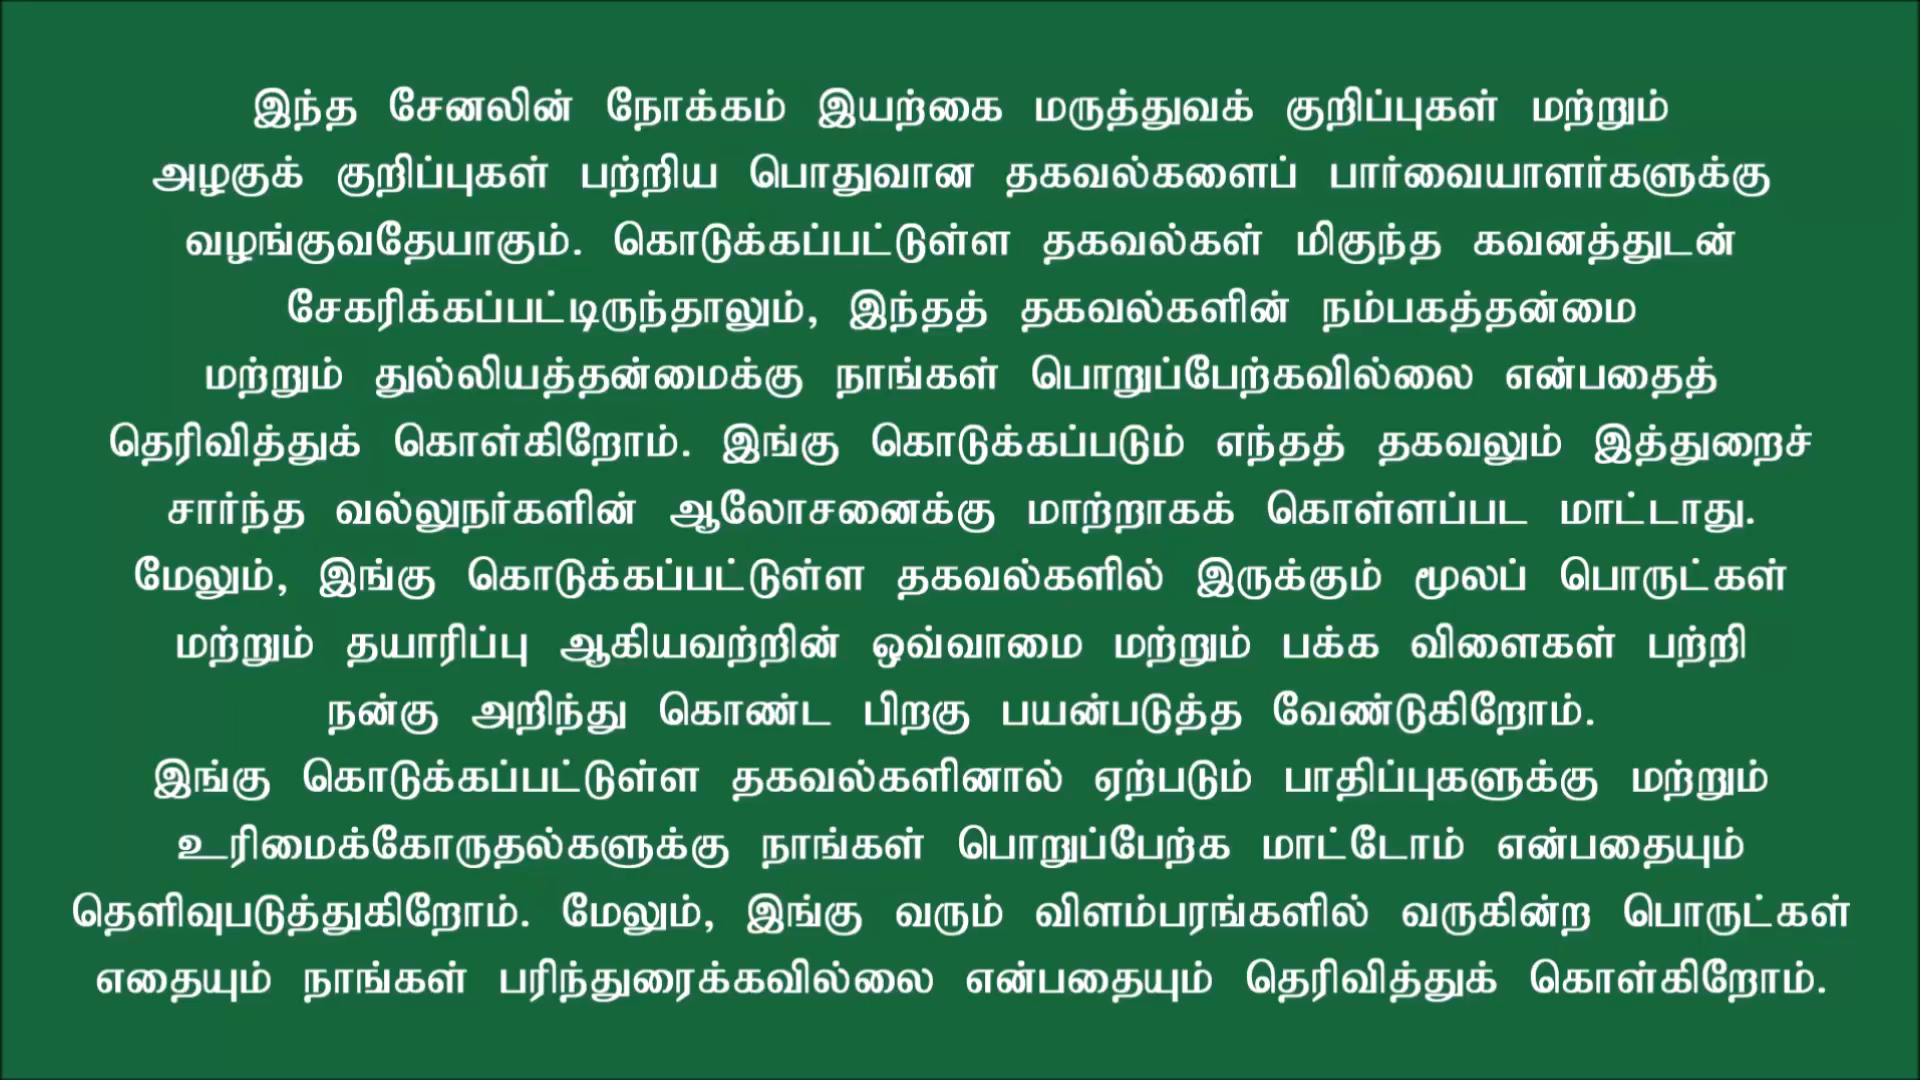 இந்த சேனலின் நோக்கம் இயற்கை மருத்துவக் குறிப்புகள் மற்றும்
அழகுக் குறிப்புகள் பற்றிய பொதுவான தகவல்களைப் பார்வையாளர்களுக்கு
வழங்குவதேயாகும். கொடுக்கப்பட்டுள்ள தகவல்கள் மிகுந்த கவனத்துடன்
சேகரிக்கப்பட்டிருந்தாலும், இந்தத் தகவல்களின் நம்பகத்தன்மை
மற்றும் துல்லியத்தன்மைக்கு நாங்கள் பொறுப்பேற்கவில்லை என்பதைத்
தெரிவித்துக் கொள்கிறோம். இங்கு கொடுக்கப்படும் எந்தத் தகவலும் இத்துறைச்
சார்ந்த வல்லுநர்களின் ஆலோசனைக்கு மாற்றாகக் கொள்ளப்பட மாட்டாது.
மேலும், இங்கு கொடுக்கப்பட்டுள்ள தகவல்களில் இருக்கும் மூலப் பொருட்கள்
மற்றும் தயாரிப்பு ஆகியவற்றின் ஒவ்வாமை மற்றும் பக்க விளைகள் பற்றி
நன்கு அறிந்து கொண்ட பிறகு பயன்படுத்த வேண்டுகிறோம்.
இங்கு கொடுக்கப்பட்டுள்ள தகவல்களினால் ஏற்படும் பாதிப்புகளுக்கு மற்றும்
உரிமைக்கோருதல்களுக்கு நாங்கள் பொறுப்பேற்க மாட்டோம் என்பதையும்
தெளிவுபடுத்துகிறோம். மேலும், இங்கு வரும் விளம்பரங்களில் வருகின்ற பொருட்கள்
எதையும் நாங்கள் பரிந்துரைக்கவில்லை என்பதையும் தெரிவித்துக் கொள்கிறோம்.